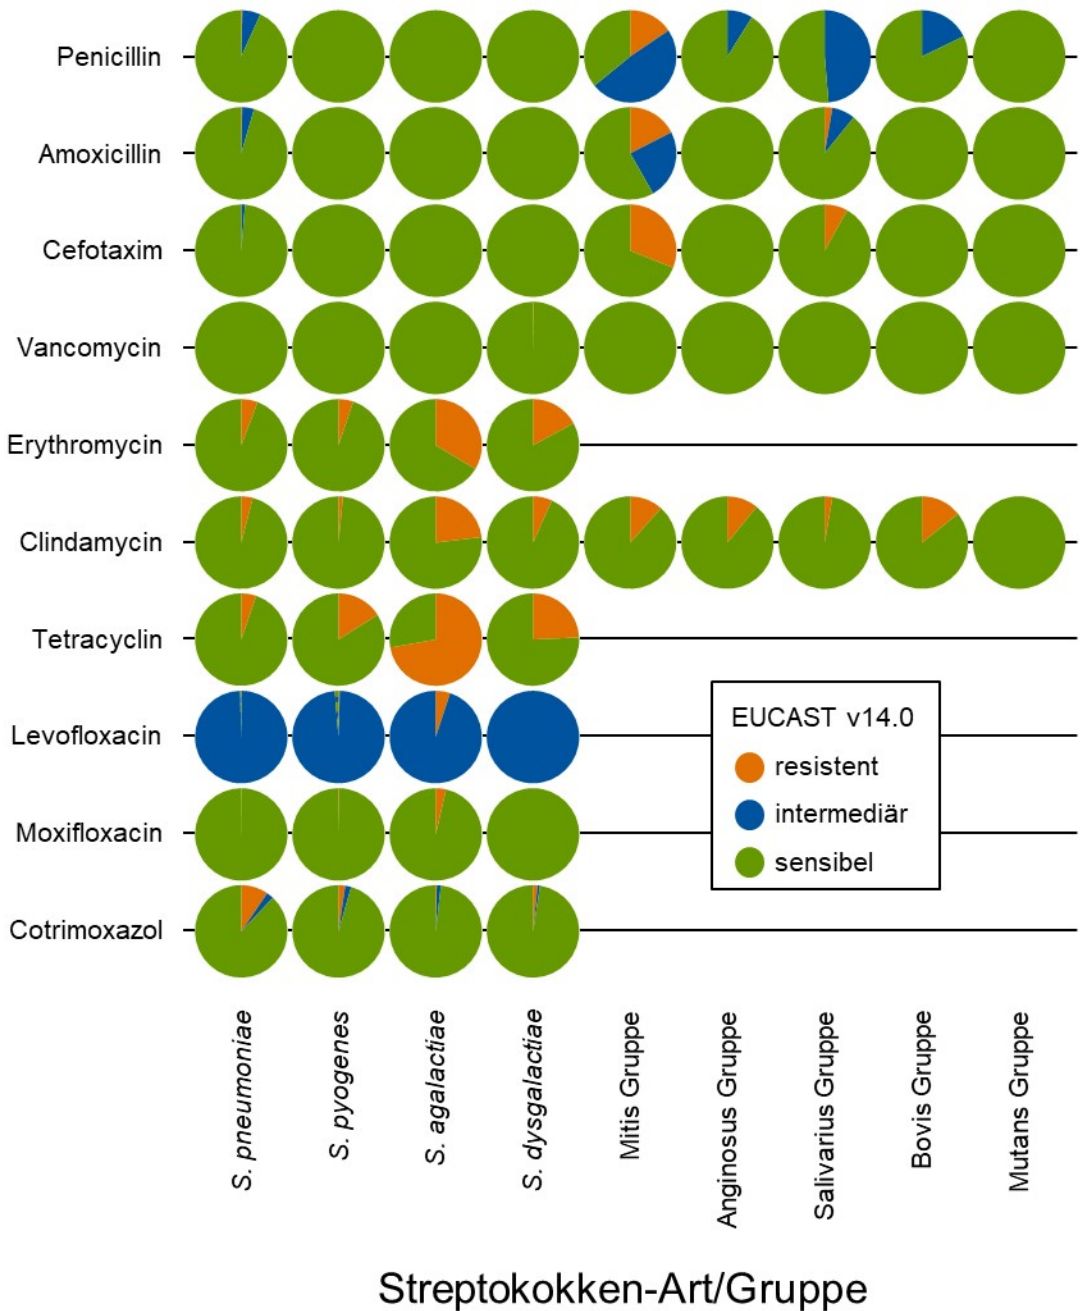 Penicillin
Amoxicillin
Cefotaxim
Vancomycin
Erythromycin
Clindamycin
Tetracyclin
Levofloxacin
Moxifloxacin
Cotrimoxazol
EUCAST v14.0
resistent
intermediär
sensibel
S. pneumoniae
S. pyogenes
S. agalactiae
S. dysgalactiae
Mitis Gruppe
Anginosus Gruppe
Salivarius Gruppe
Bovis Gruppe
Mutans Gruppe
Streptokokken-Art/Gruppe